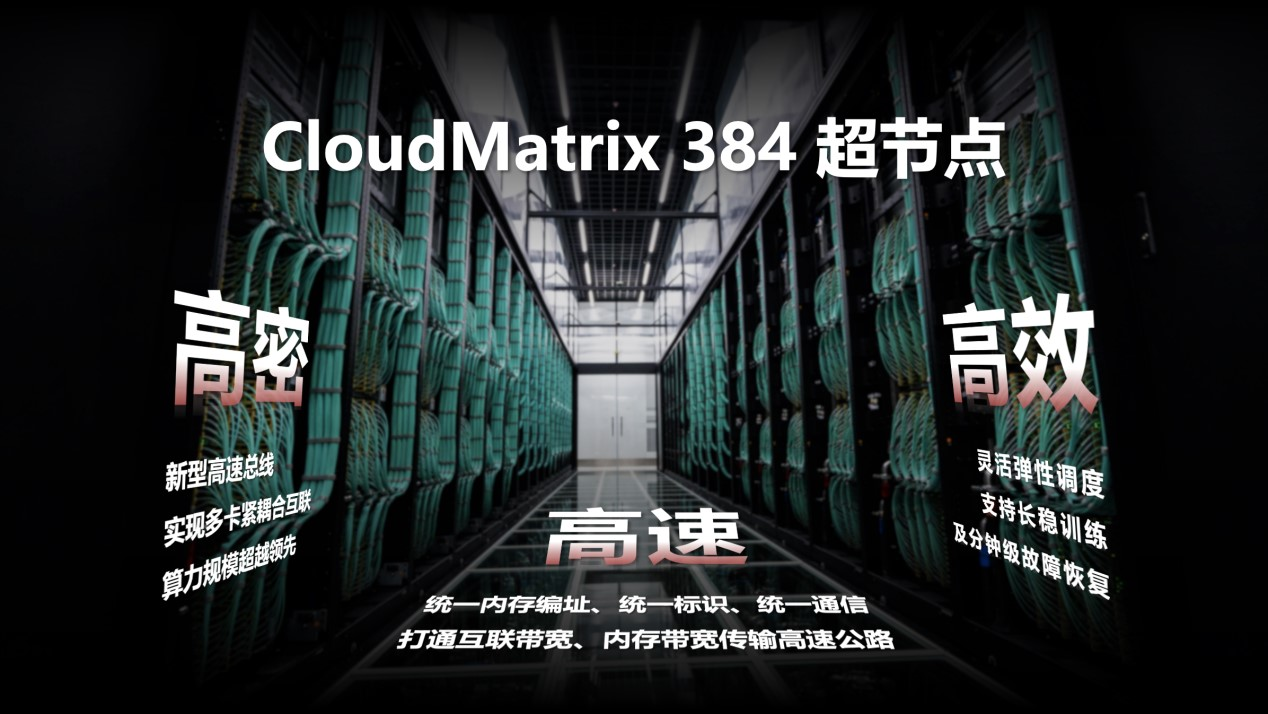 CloudMatrix 384 超节点
高密
新型高速总线
实现多卡紧耦合互联
算力规模超越领先
高速
统一内存编址、统一标识、统一通信
打通互联带宽、内存带宽传输高速公路
高效
灵活弹性调度
支持长稳训练
及分钟级故障恢复